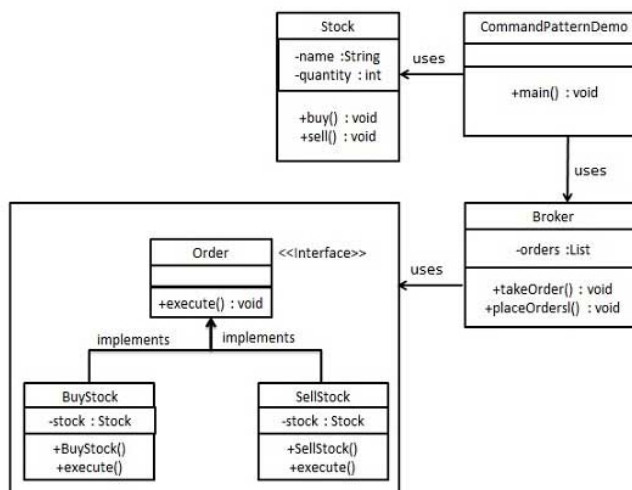 Stock
-name :String
-quantity : int
+buy() : void
+sell() : void
uses
CommandPatternDemo
+main() : void
uses
Broker
-orders :List
+takeOrder() : void
+placeOrdersl() : void
uses
Order
<<Interface>>
+execute() : void
implements
implements
BuyStock
-stock : Stock
+BuyStock()
+execute()
SellStock
-stock : Stock
+SellStock()
+execute()